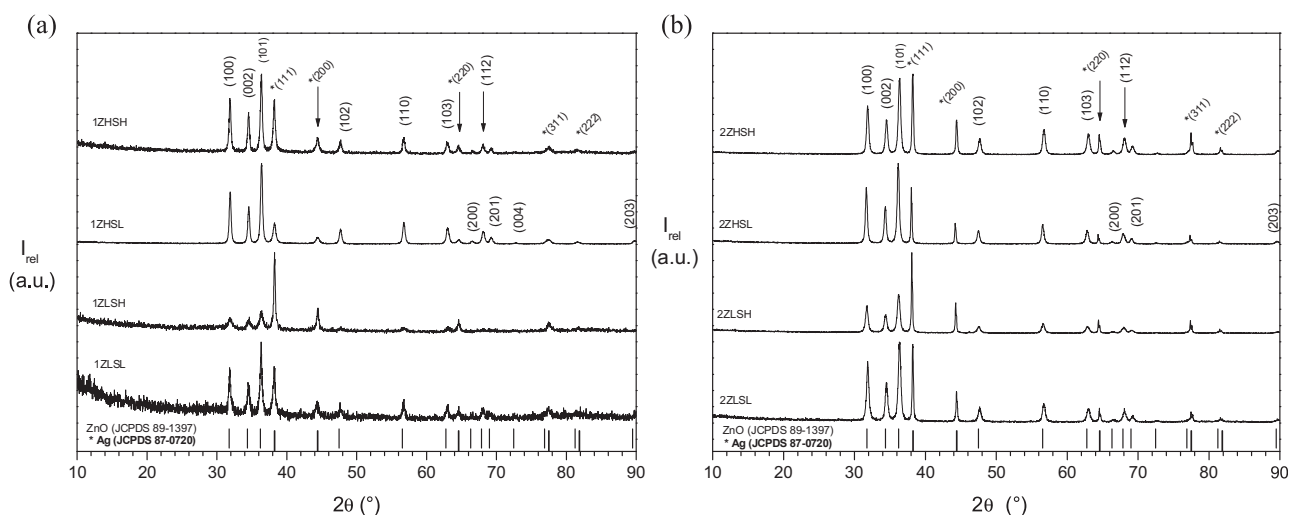 (a)
(100)
(002)
(101)
*(111)
*(200)
(102)
(110)
(103)
*(220)
(112)
*(311)
*(222)
1ZHSH
1ZHSL
(200)
(201)
(004)
(203)
I rel
(a.u.)
1ZLSH
1ZLSL
ZnO (JCPDS 89-1397)
* Ag (JCPDS 87-0720)
10 20 30 40 50 60 70 80 90
2θ (°)
(b)
(100)
(002)
(101)
*(111)
*(200)
(102)
(110)
(103)
*(220)
(112)
*(311)
*(222)
2ZHSH
2ZHSL
(200)
(201)
(203)
I rel
(a.u.)
2ZLSH
2ZLSL
ZnO (JCPDS 89-1397)
* Ag (JCPDS 87-0720)
10 20 30 40 50 60 70 80 90
2θ (°)